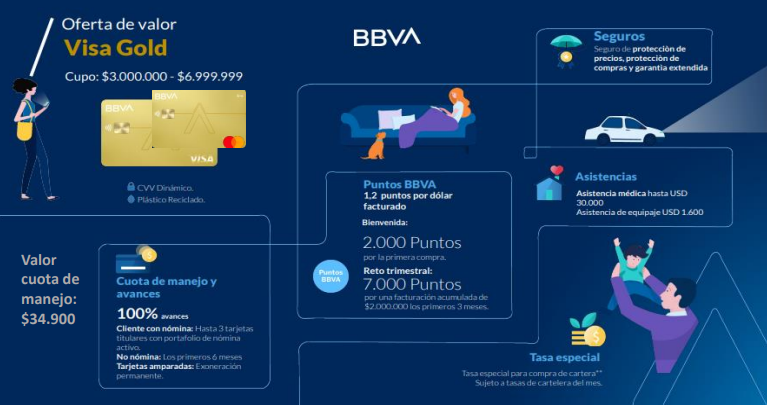 Oferta de valor
Visa Gold
Cupo: $3.000.000 - $6.999.999
BBVA
BBVA
VISA
CVV Dinámico.
Plástico Reciclado.
BBVA
Seguros
Seguro de protección de
precios, protección de
compras y garantia extendida
Asistencias
Asistencia médica hasta USD
30.000
Asistencia de equipaje USD 1.600
Puntos BBVA
1,2 puntos por dólar
facturado
Bienvenida:
2.000 Puntos
por la primera compra.
Puntos
BBVA
Reto trimestral:
7.000 Puntos
por una facturación acumulada de
$2.000.000 los primeros 3 meses.
Valor
cuota de
manejo:
$34.900
Cuota de manejo y
avances
100% avances
Cliente con nómina: Hasta 3 tarjetas
titulares con portafolio de nómina
activo.
No nómina: Los primeros 6 meses
Tarjetas amparadas: Exoneración
permanente.
Tasa especial
Tasa especial para compra de cartera**
Sujeto a tasas de cartelera del mes.